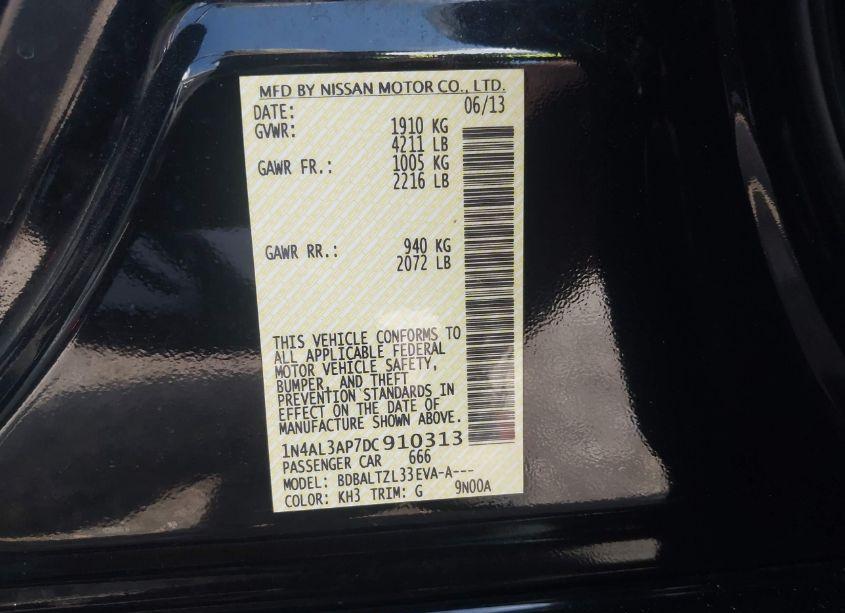 MFD BY NISSAN MOTOR CO., LTD.
DATE: 06/13
GVWR: 1910 KG
4211 LB
GAWR FR.: 1005 KG
2216 LB
GAWR RR.: 940 KG
2072 LB
THIS VEHICLE CONFORMS TO
ALL APPLICABLE FEDERAL
MOTOR VEHICLE SAFETY,
BUMPER, AND THEFT
PREVENTION STANDARDS IN
EFFECT ON THE DATE OF
MANUFACTURE SHOWN ABOVE.
1N4AL3AP7DC910313
PASSENGER CAR 666
MODEL: BDBALTZL33EVA-A---
COLOR: KH3 TRIM: G 9N00A